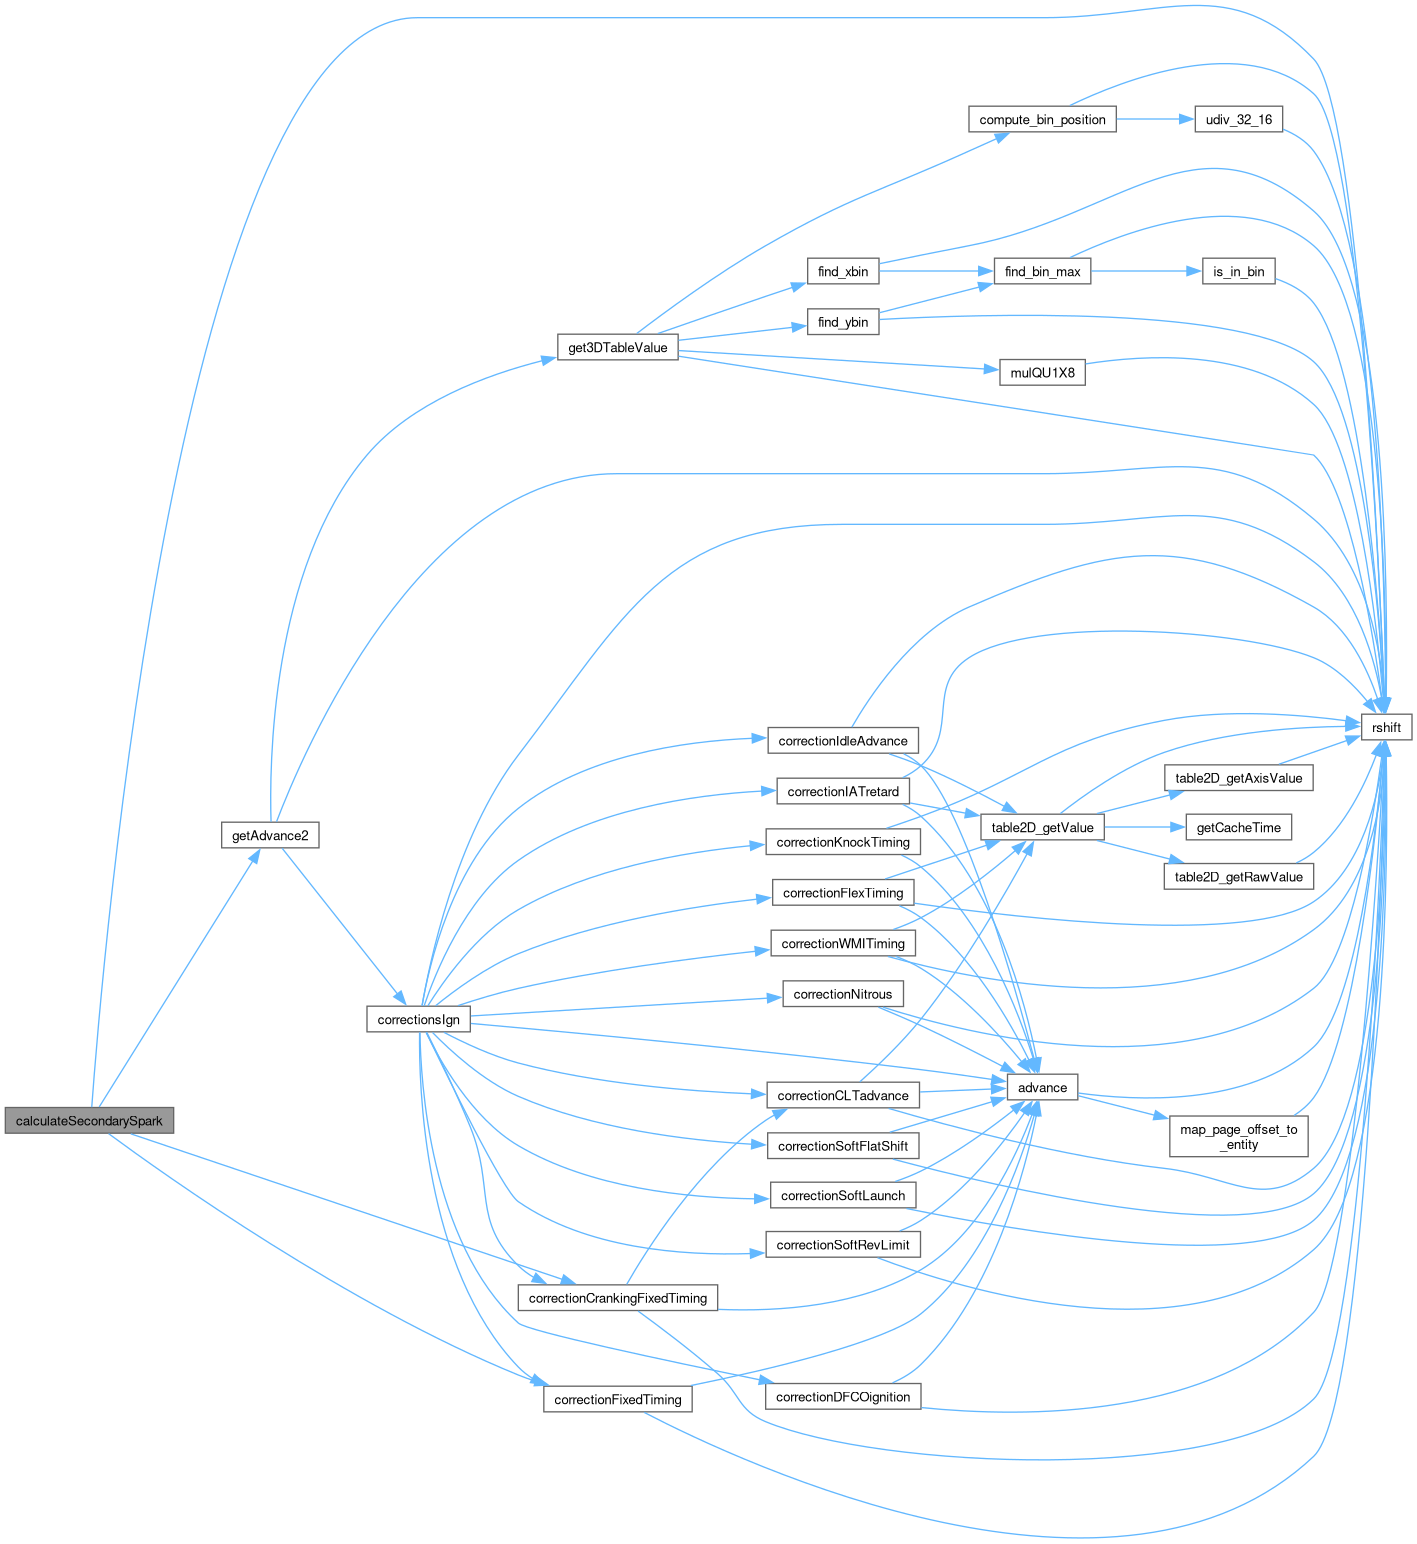 compute_bin_position
udiv_32_16
find_xbin
find_bin_max
is_in_bin
find_ybin
get3DTableValue
mulQU1X8
rshift
correctionIdleAdvance
table2D_getAxisValue
correctionIATretard
table2D_getValue
getCacheTime
getAdvance2
correctionKnockTiming
table2D_getRawValue
correctionFlexTiming
correctionWMITiming
correctionNitrous
correctionsIgn
advance
correctionCLTadvance
calculateSecondarySpark
map_page_offset_to
_entity
correctionSoftFlatShift
correctionSoftLaunch
correctionSoftRevLimit
correctionCrankingFixedTiming
correctionFixedTiming
correctionDFCOignition